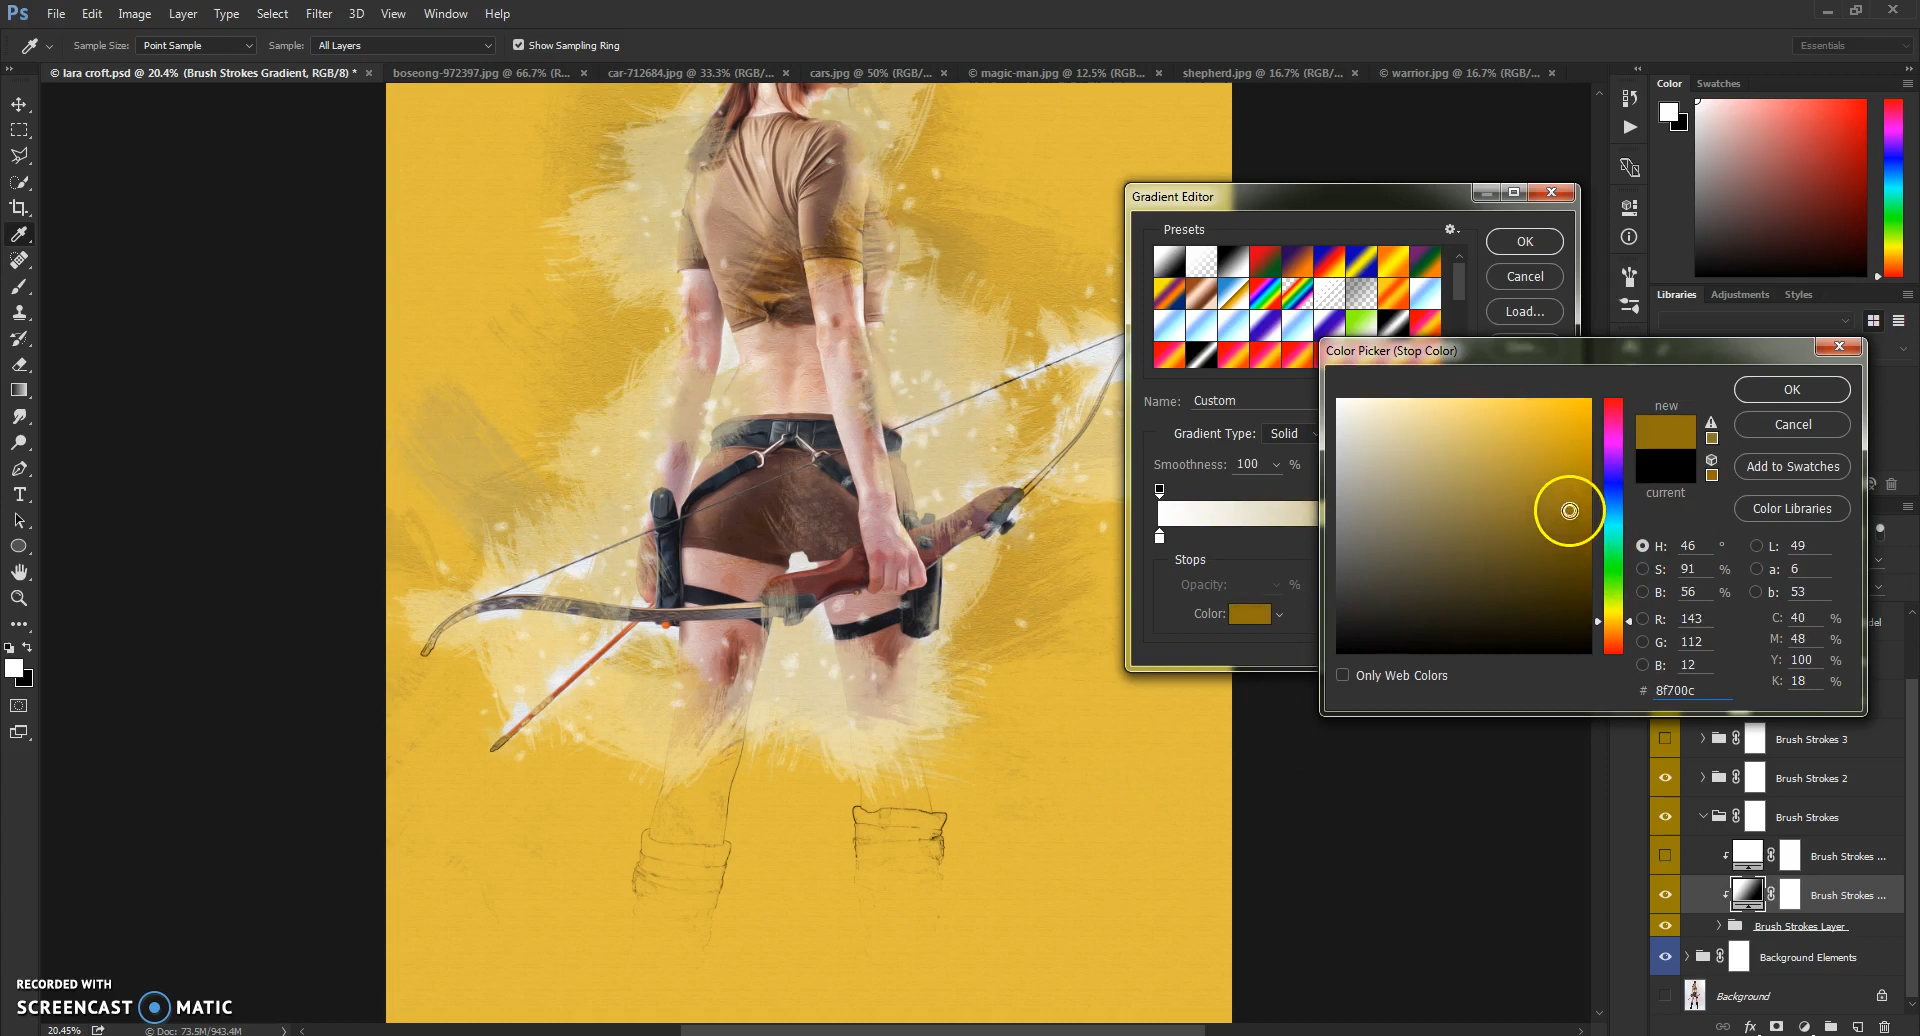 Ps File Edit Image Layer Type Select Filter 3D View Window Help
Sample Size: Point Sample Sample: All Layers Show Sampling Ring Essentials
© lara croft.psd @ 20.4% (Brush Strokes Gradient, RGB/8) * × boseong-972397.jpg @ 66.7% (R... × car-712684.jpg @ 33.3% (RGB/... × cars.jpg @ 50% (RGB/... × © magic-man.jpg @ 12.5% (RGB... × shepherd.jpg @ 16.7% (RGB/... × © warrior.jpg @ 16.7% (RGB/... ×
Color Swatches
Gradient Editor
Presets
OK
Cancel
Load...
Libraries Adjustments Styles
Color Picker (Stop Color)
Name: Custom
Gradient Type: Solid
Smoothness: 100 %
Stops
Opacity: %
Color:
new
current
OK
Cancel
Add to Swatches
Color Libraries
H: 46 ° L: 49
S: 91 % a: 6
B: 56 % b: 53
R: 143 C: 40 %
G: 112 M: 48 %
B: 12 Y: 100 %
# 8f700c K: 18 %
Only Web Colors
Brush Strokes 3
Brush Strokes 2
Brush Strokes
Brush Strokes ...
Brush Strokes ...
Brush Strokes Layer
Background Elements
Background
fx
RECORDED WITH
SCREENCAST MATIC
20.45% Doc: 73.5M/943.4M